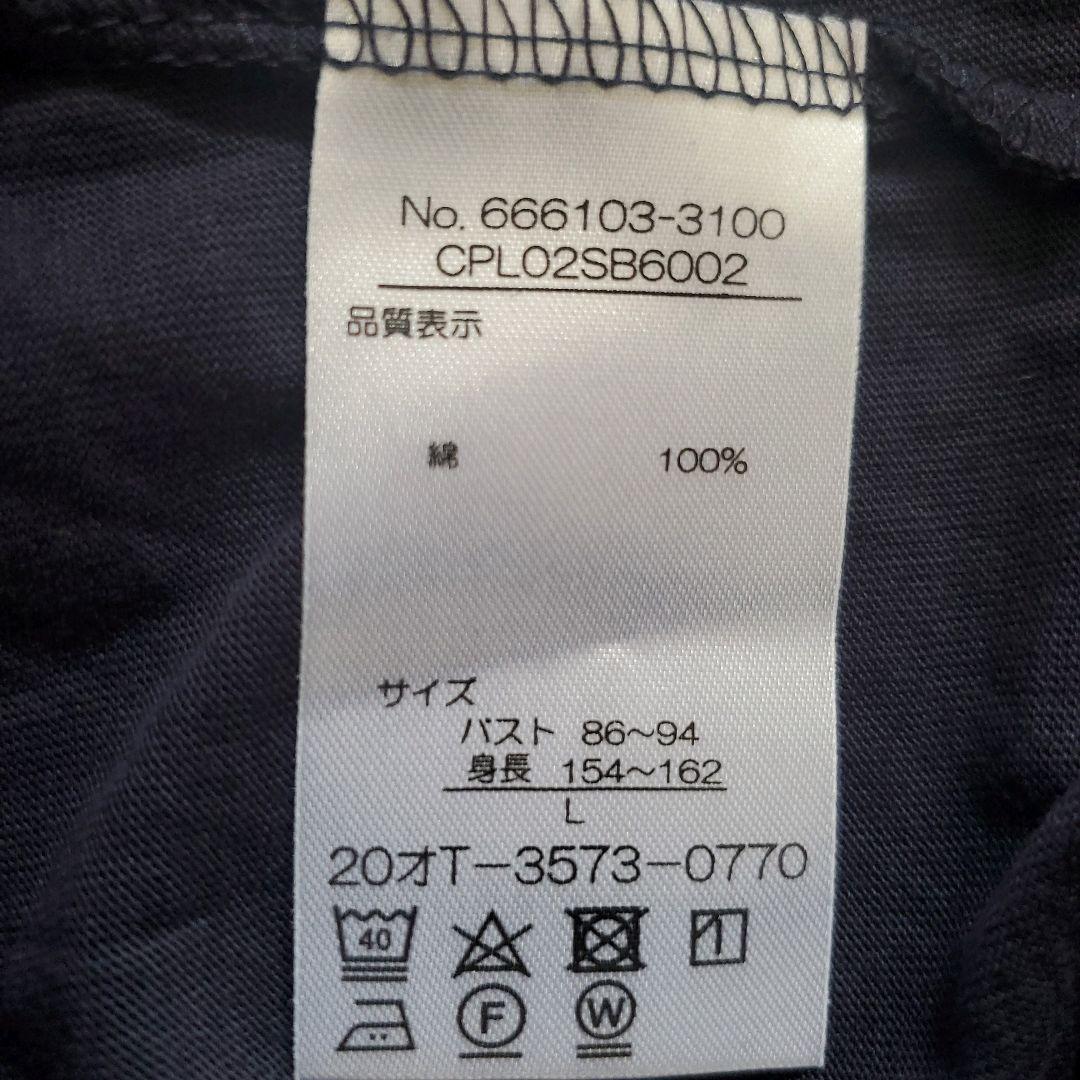 No. 666103-3100
CPL02SB6002
品質表示
綿 100%
サイズ
バスト 86～94
身長 154～162
L
20オT-3573-0770
40
F W